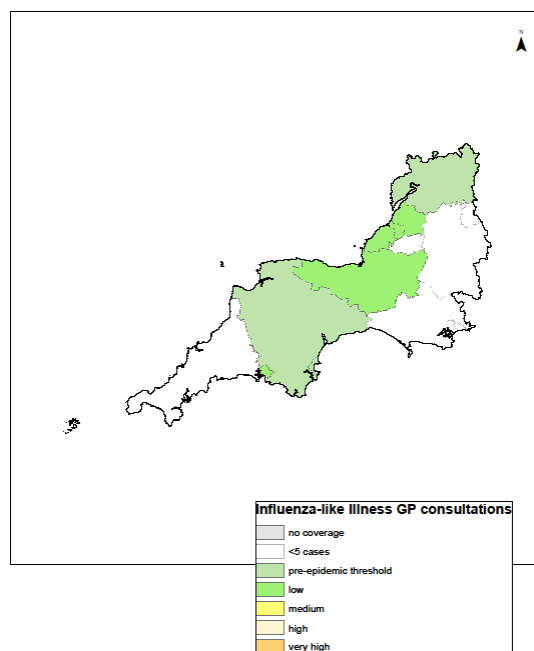 N
Influenza-like Illness GP consultations
no coverage
<5 cases
pre-epidemic threshold
low
medium
high
very high